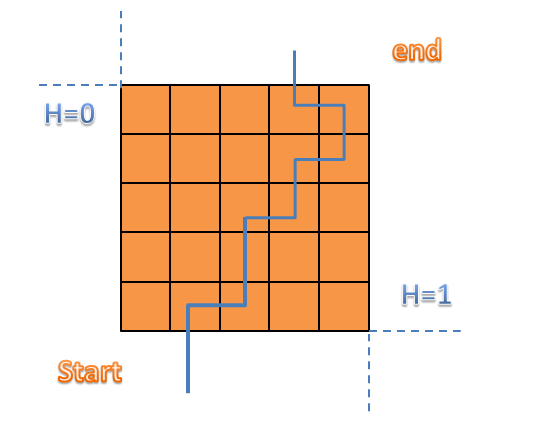 end
H=0
H=1
Start